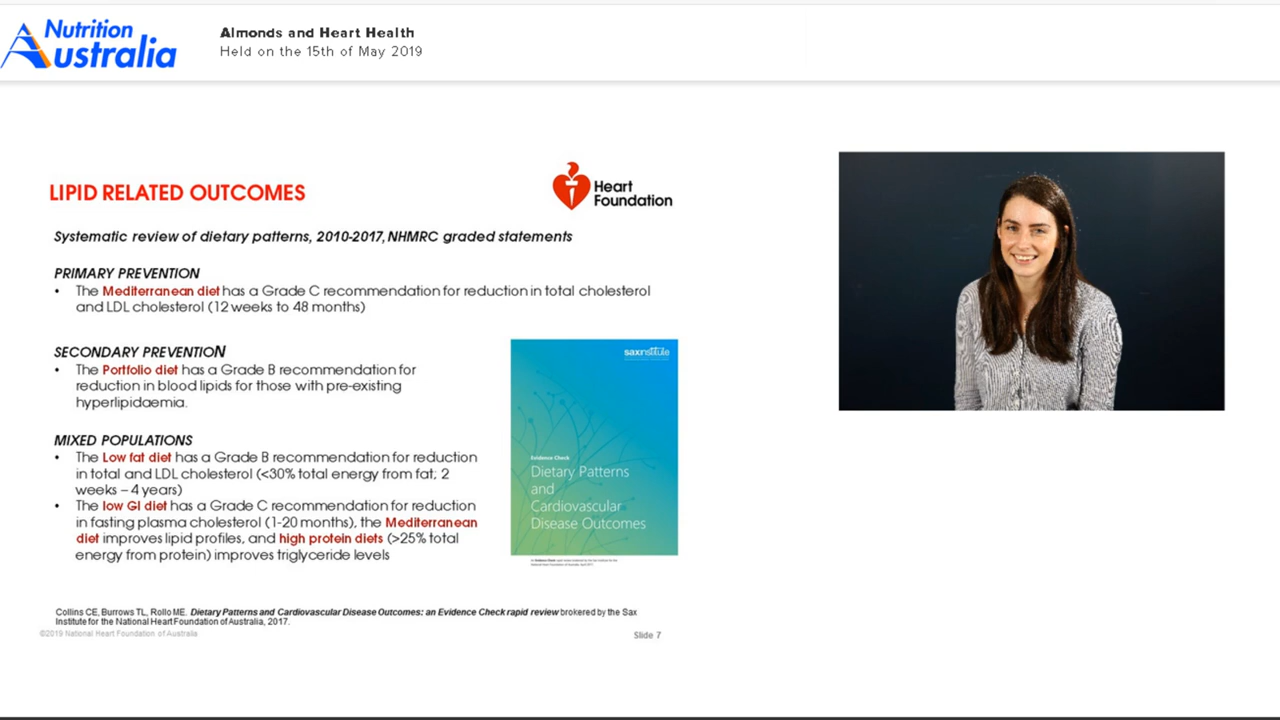 Nutrition
Australia
Almonds and Heart Health
Held on the 15th of May 2019
LIPID RELATED OUTCOMES
Heart
Foundation
Systematic review of dietary patterns, 2010-2017, NHMRC graded statements
PRIMARY PREVENTION
• The Mediterranean diet has a Grade C recommendation for reduction in total cholesterol
and LDL cholesterol (12 weeks to 48 months)
SECONDARY PREVENTION
• The Portfolio diet has a Grade B recommendation for
reduction in blood lipids for those with pre-existing
hyperlipidaemia.
MIXED POPULATIONS
• The Low fat diet has a Grade B recommendation for reduction
in total and LDL cholesterol (<30% total energy from fat; 2
weeks – 4 years)
• The low GI diet has a Grade C recommendation for reduction
in fasting plasma cholesterol (1-20 months), the Mediterranean
diet improves lipid profiles, and high protein diets (>25% total
energy from protein) improves triglyceride levels
saxinstitute
Evidence Check
Dietary Patterns
and
Cardiovascular
Disease Outcomes
Collins CE, Burrows TL, Rollo ME. Dietary Patterns and Cardiovascular Disease Outcomes: an Evidence Check rapid review brokered by the Sax
Institute for the National Heart Foundation of Australia, 2017.
©2019 National Heart Foundation of Australia
Slide 7